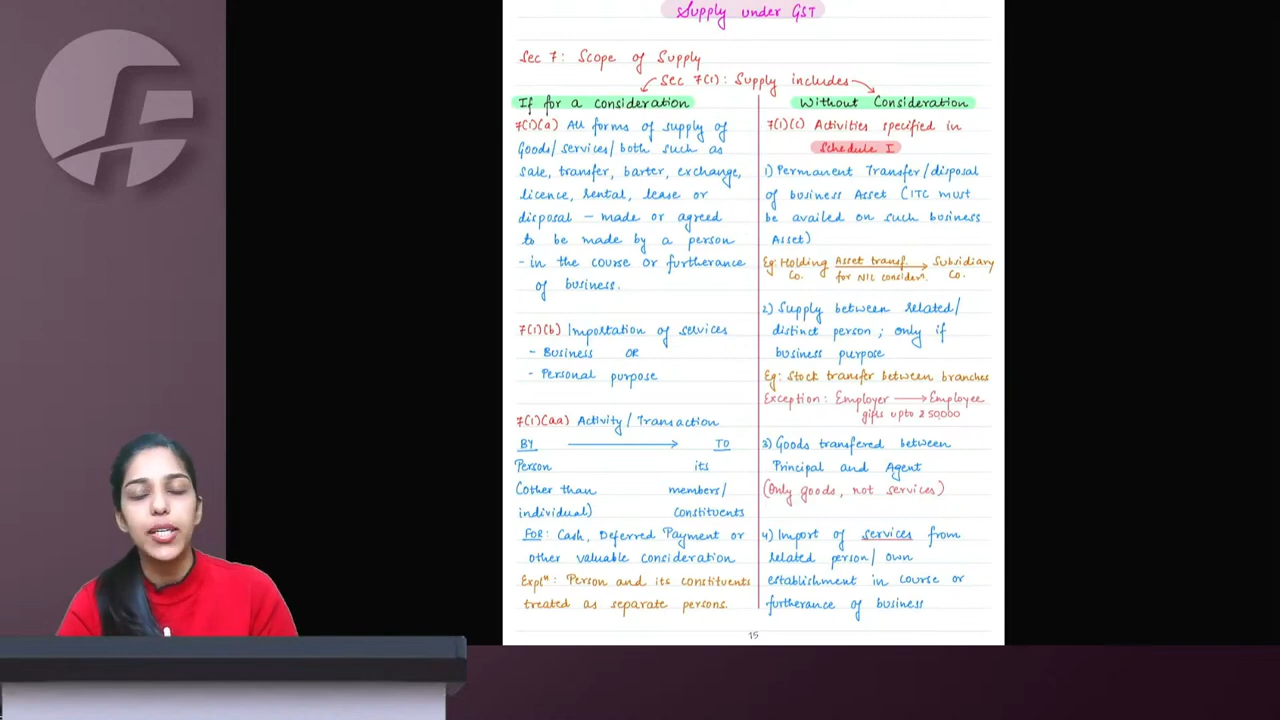 Supply under GST
Sec 7: Scope of Supply
Sec 7(1): Supply includes
If for a consideration
7(1)(a) All forms of supply of
Goods/services/both such as
sale, transfer, barter, exchange,
licence, rental, lease or
disposal – made or agreed
to be made by a person
- in the course or furtherance
of business.
7(1)(b) Importation of services
- Business OR
- Personal purpose
7(1)(aa) Activity/Transaction
BY TO
Person its
(other than members/
individual) constituents
FOR: Cash, Deferred Payment or
other valuable consideration
Expl^n: Person and its constituents
treated as separate persons.
Without Consideration
7(1)(c) Activities specified in
Schedule I
1) Permanent Transfer/disposal
of business Asset (ITC must
be availed on such business
Asset)
Eg: Holding Asset transf. Subsidiary
Co. for NIL consider. Co.
2) Supply between related/
distinct person; only if
business purpose
Eg: Stock transfer between branches
Exception: Employer Employee
gifts upto ₹50,000
3) Goods transfered between
Principal and Agent
(Only goods, not services)
4) Import of services from
related person/own
establishment in course or
furtherance of business
15